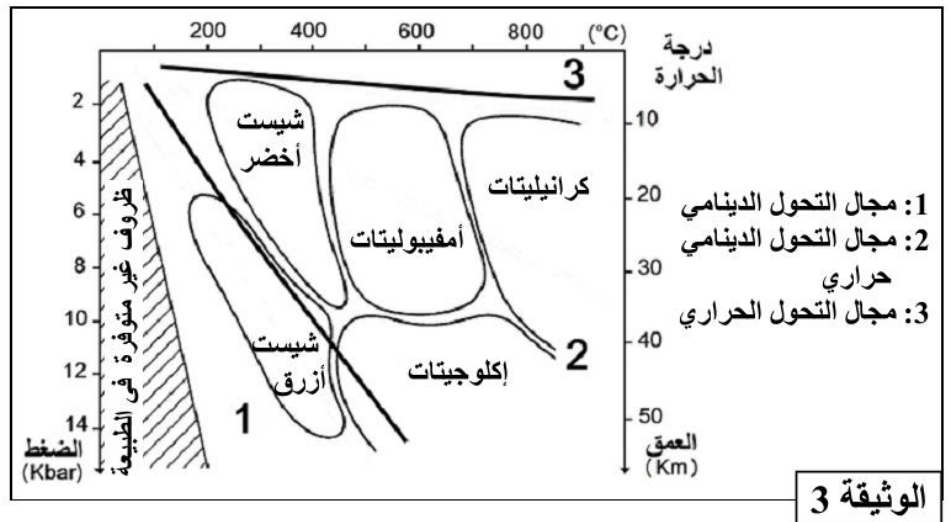 200 400 600 800 (°C)
درجة
الحرارة
3
2
4
6
8
10
12
14
الضغط
(Kbar)
ظروف غير متوفرة في الطبيعة
شيست
أخضر
أمفيبوليتات
كرانيليتات
شيست
أزرق
إكلوجيتات
1
2
10
20
30
40
50
العمق
(Km)
1: مجال التحول الدينامي
2: مجال التحول الدينامي
حراري
3: مجال التحول الحراري
الوثيقة 3